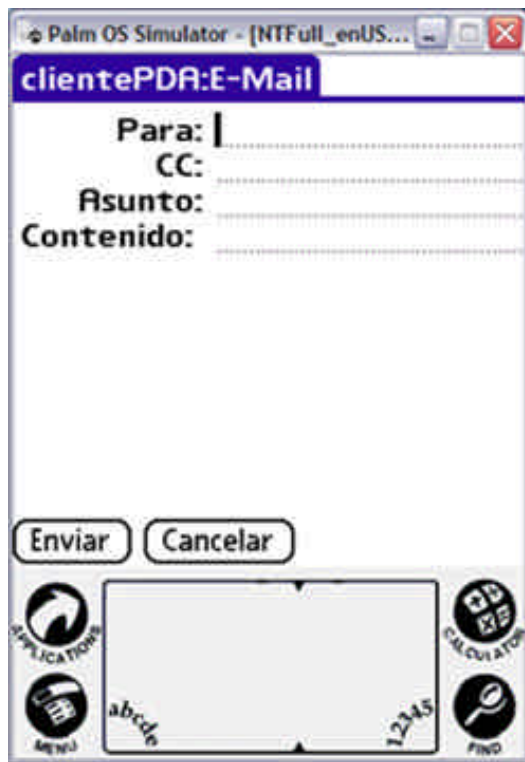 Palm OS Simulator - [NTFull_enUS...
clientePDA:E-Mail
Para:
CC:
Asunto:
Contenido:
Enviar Cancelar
APPLICATIONS
CALCULATOR
abcde
12345
MENU
FIND